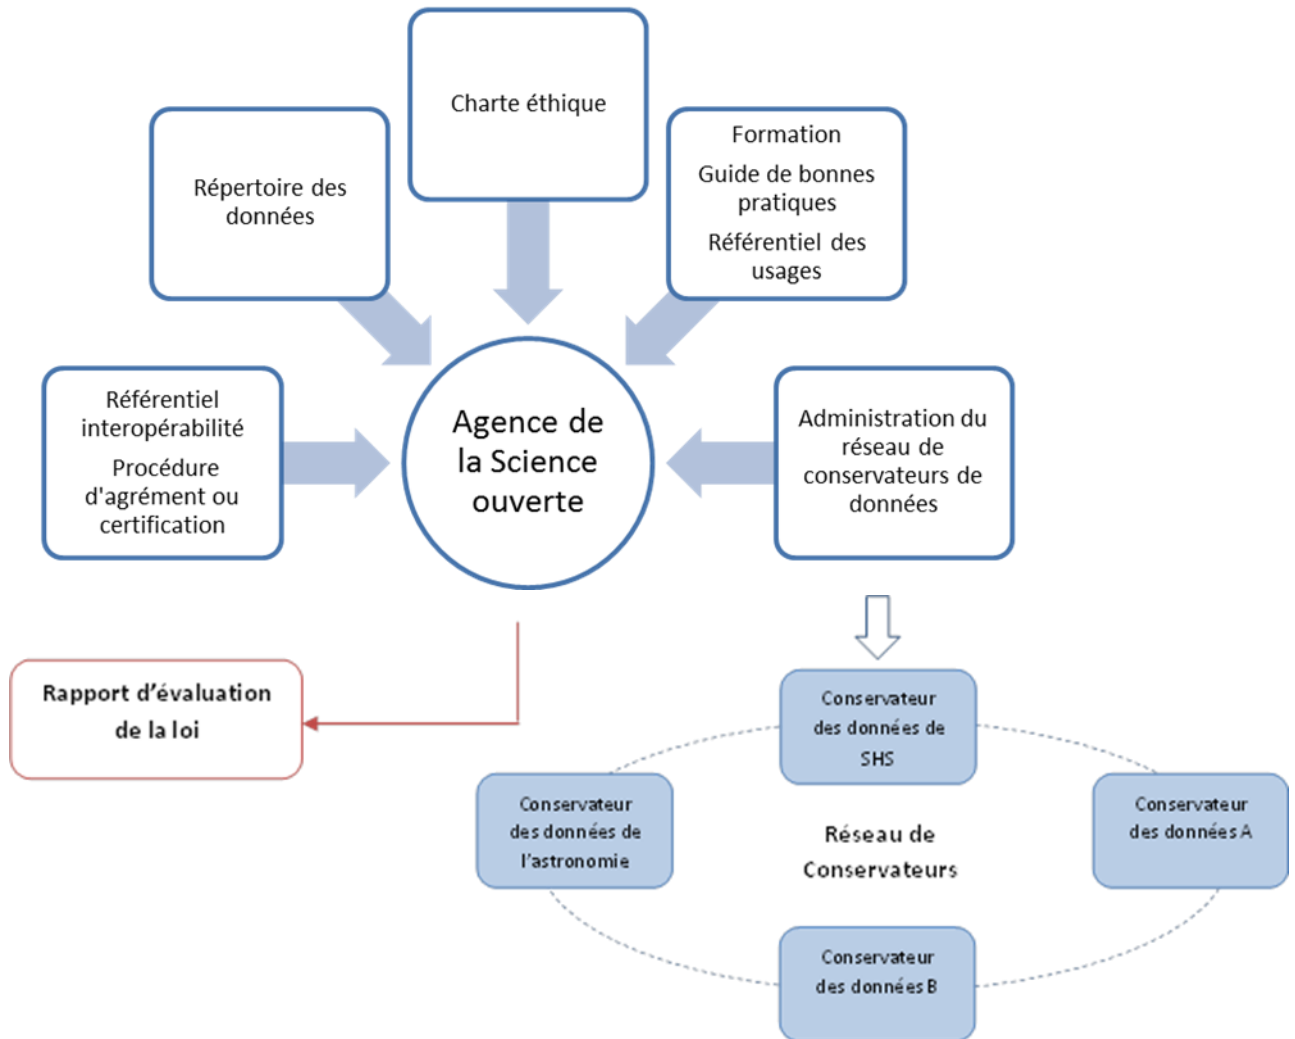 Charte éthique
Répertoire des
données
Formation
Guide de bonnes
pratiques
Référentiel des
usages
Référentiel
interopérabilité
Procédure
d'agrément ou
certification
Agence de
la Science
ouverte
Administration du
réseau de
conservateurs de
données
Rapport d’évaluation
de la loi
Conservateur
des données de
SHS
Conservateur
des données de
l’astronomie
Réseau de
Conservateurs
Conservateur
des données A
Conservateur
des données B